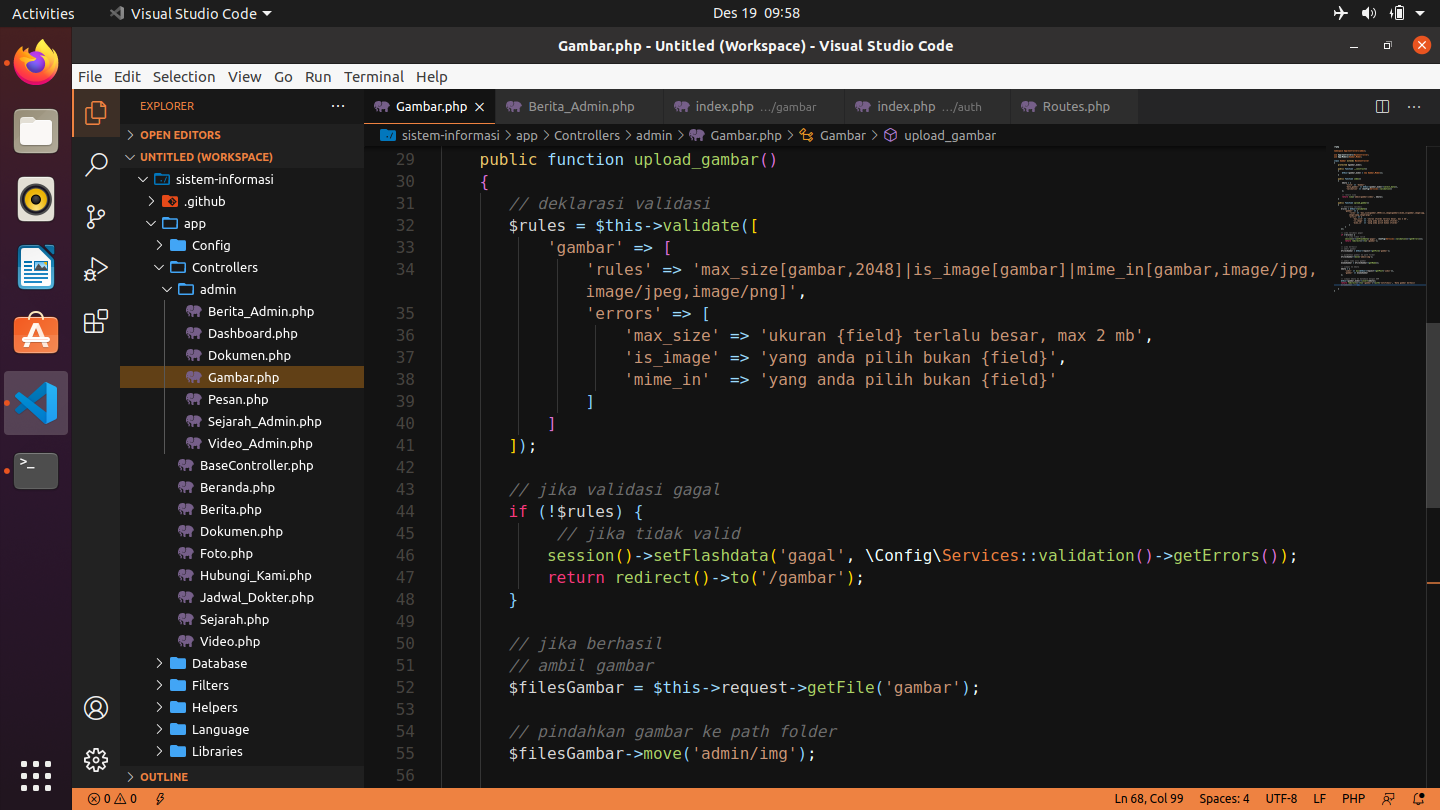 Activities Visual Studio Code Des 19 09:58
Gambar.php - Untitled (Workspace) - Visual Studio Code
File Edit Selection View Go Run Terminal Help
EXPLORER
OPEN EDITORS
UNTITLED (WORKSPACE)
sistem-informasi
.github
app
Config
Controllers
admin
Berita_Admin.php
Dashboard.php
Dokumen.php
Gambar.php
Pesan.php
Sejarah_Admin.php
Video_Admin.php
BaseController.php
Beranda.php
Berita.php
Dokumen.php
Foto.php
Hubungi_Kami.php
Jadwal_Dokter.php
Sejarah.php
Video.php
Database
Filters
Helpers
Language
Libraries
OUTLINE
Gambar.php Berita_Admin.php index.php .../gambar index.php .../auth Routes.php
sistem-informasi > app > Controllers > admin > Gambar.php > Gambar > upload_gambar
29 public function upload_gambar()
30 {
31 // deklarasi validasi
32 $rules = $this->validate([
33 'gambar' => [
34 'rules' => 'max_size[gambar,2048]|is_image[gambar]|mime_in[gambar,image/jpg,
image/jpeg,image/png]',
35 'errors' => [
36 'max_size' => 'ukuran {field} terlalu besar, max 2 mb',
37 'is_image' => 'yang anda pilih bukan {field}',
38 'mime_in'  => 'yang anda pilih bukan {field}'
39 ]
40 ]
41 ]);
42
43 // jika validasi gagal
44 if (!$rules) {
45 // jika tidak valid
46 session()->setFlashdata('gagal', \Config\Services::validation()->getErrors());
47 return redirect()->to('/gambar');
48 }
49
50 // jika berhasil
51 // ambil gambar
52 $filesGambar = $this->request->getFile('gambar');
53
54 // pindahkan gambar ke path folder
55 $filesGambar->move('admin/img');
56
0 0 Ln 68, Col 99 Spaces: 4 UTF-8 LF PHP